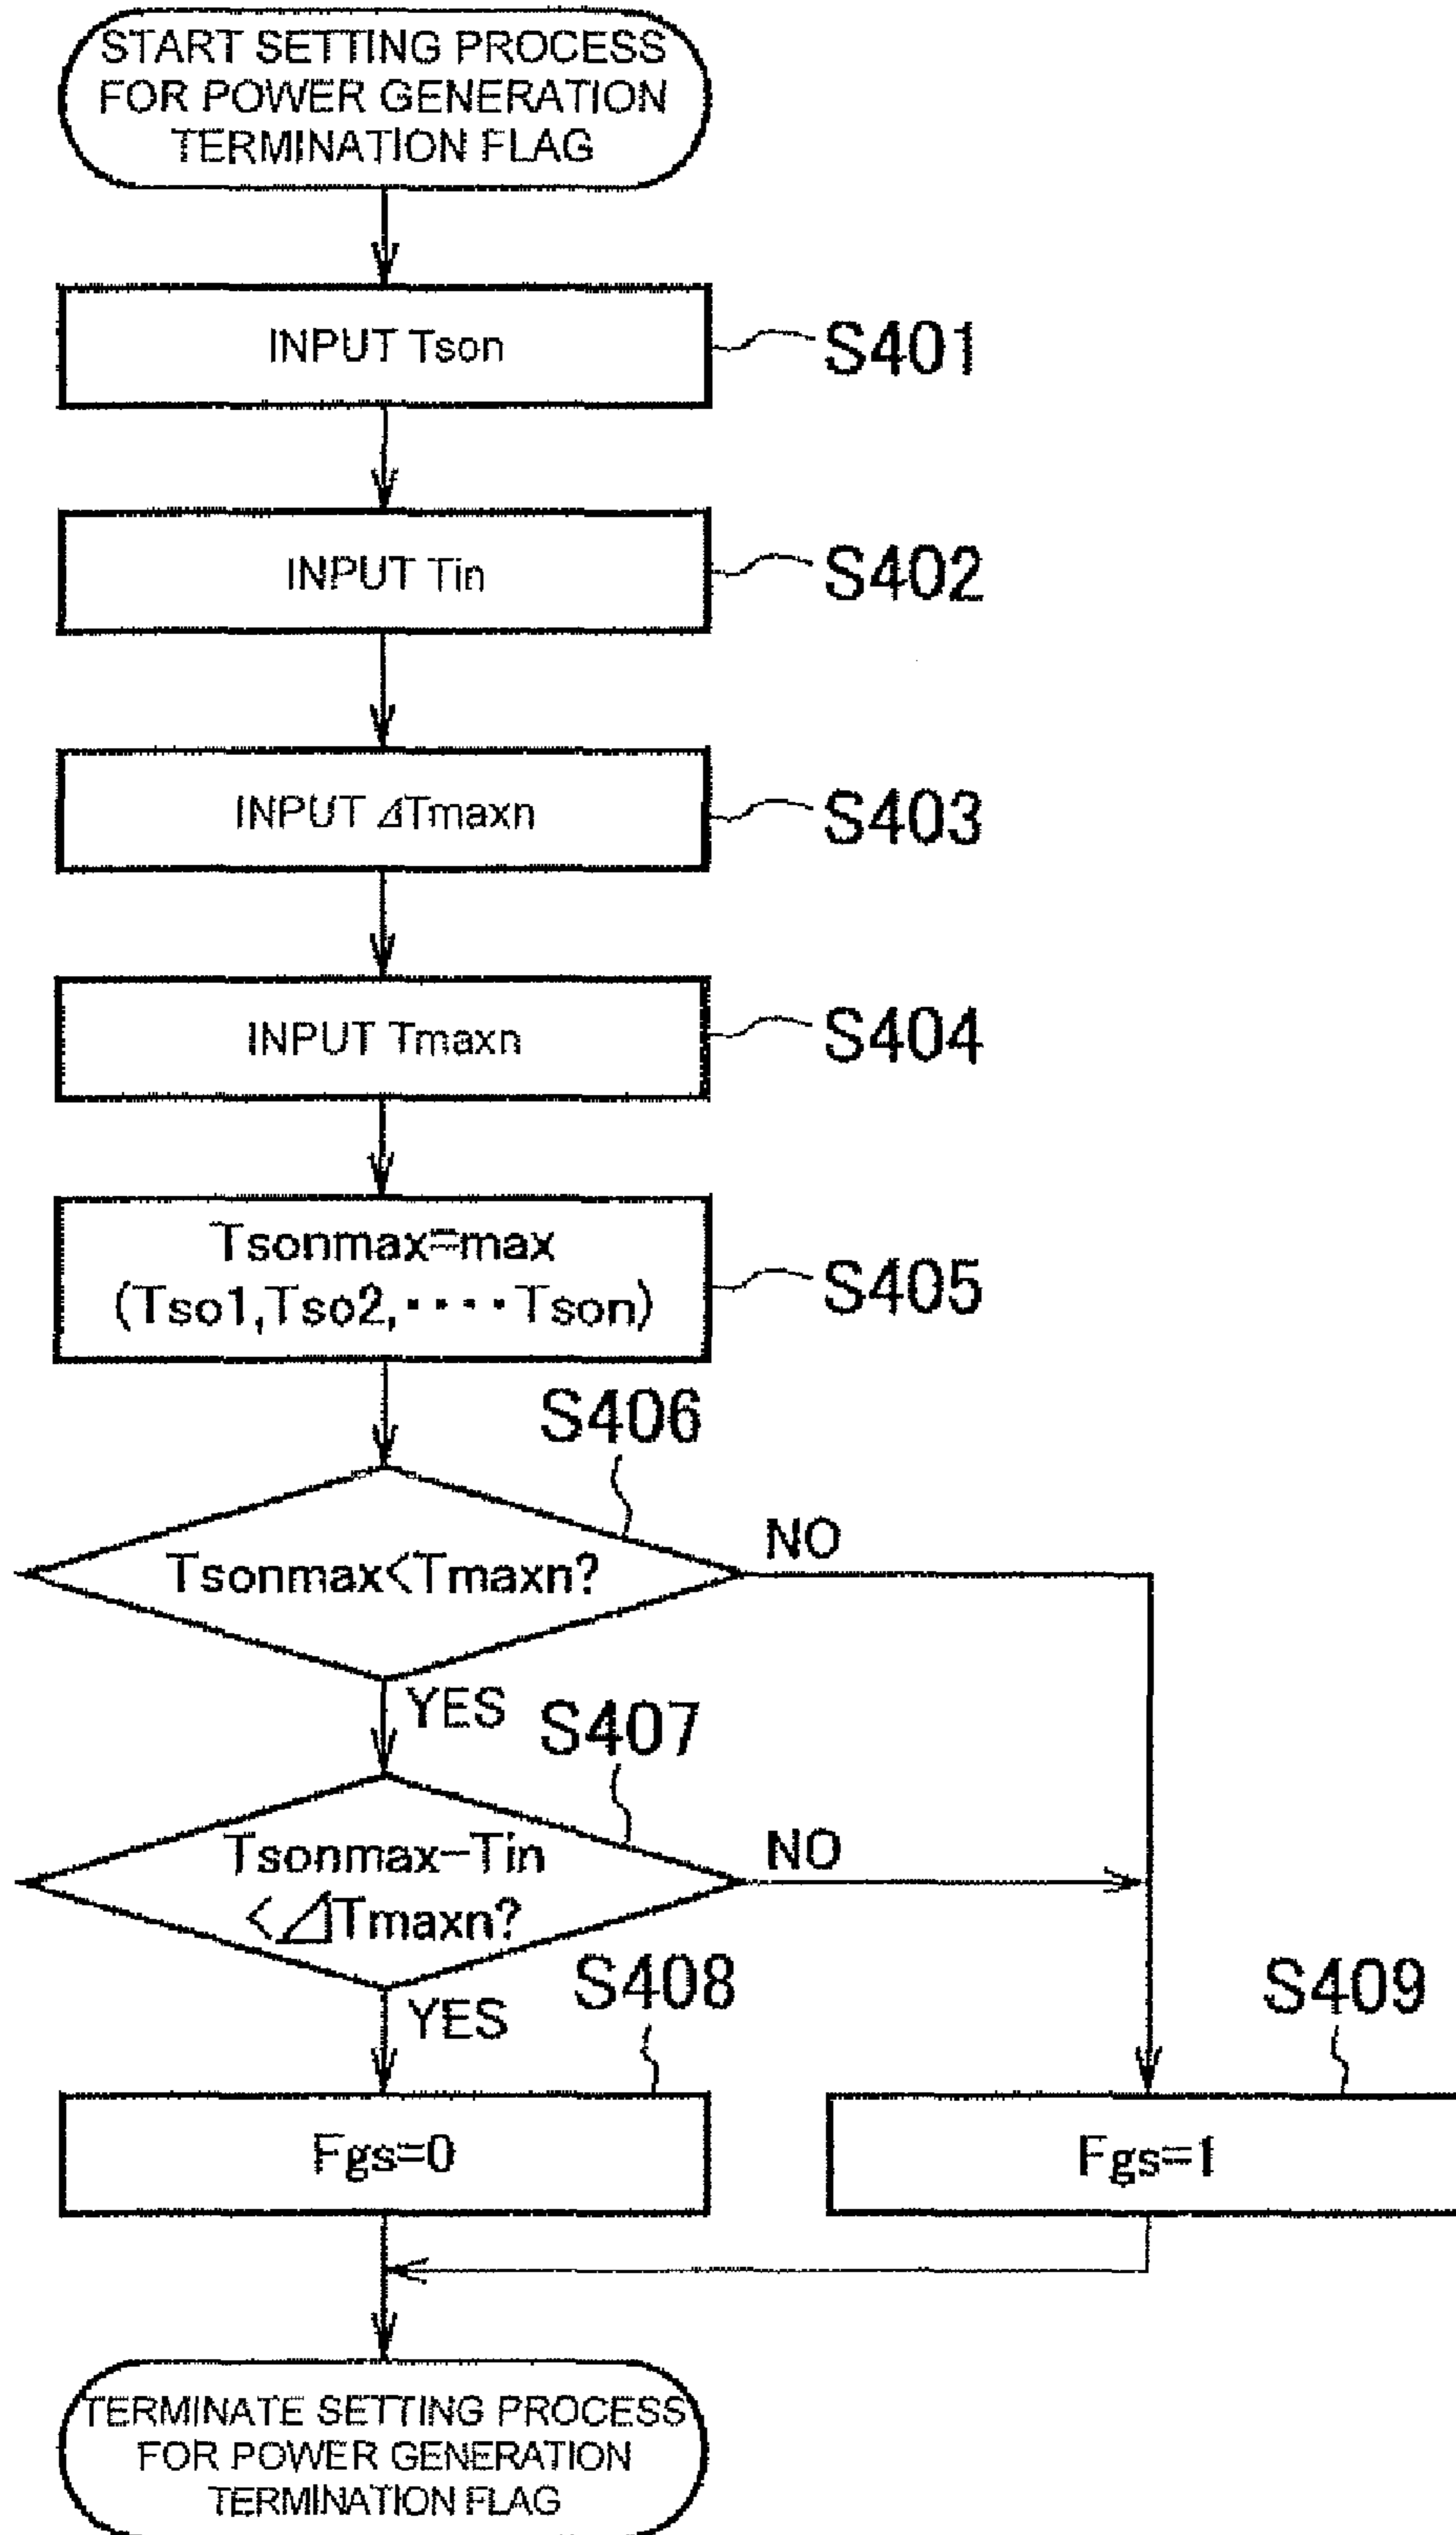 START SETTING PROCESS
FOR POWER GENERATION
TERMINATION FLAG
INPUT Tson
S401
INPUT Tin
S402
INPUT ⊿Tmaxn
S403
INPUT Tmaxn
S404
Tsonmax=max
(Tso1,Tso2,････Tson)
S405
S406
Tsonmax<Tmaxn?
NO
YES
S407
Tsonmax-Tin
<⊿Tmaxn?
NO
YES
S408
S409
Fgs=0
Fgs=1
TERMINATE SETTING PROCESS
FOR POWER GENERATION
TERMINATION FLAG